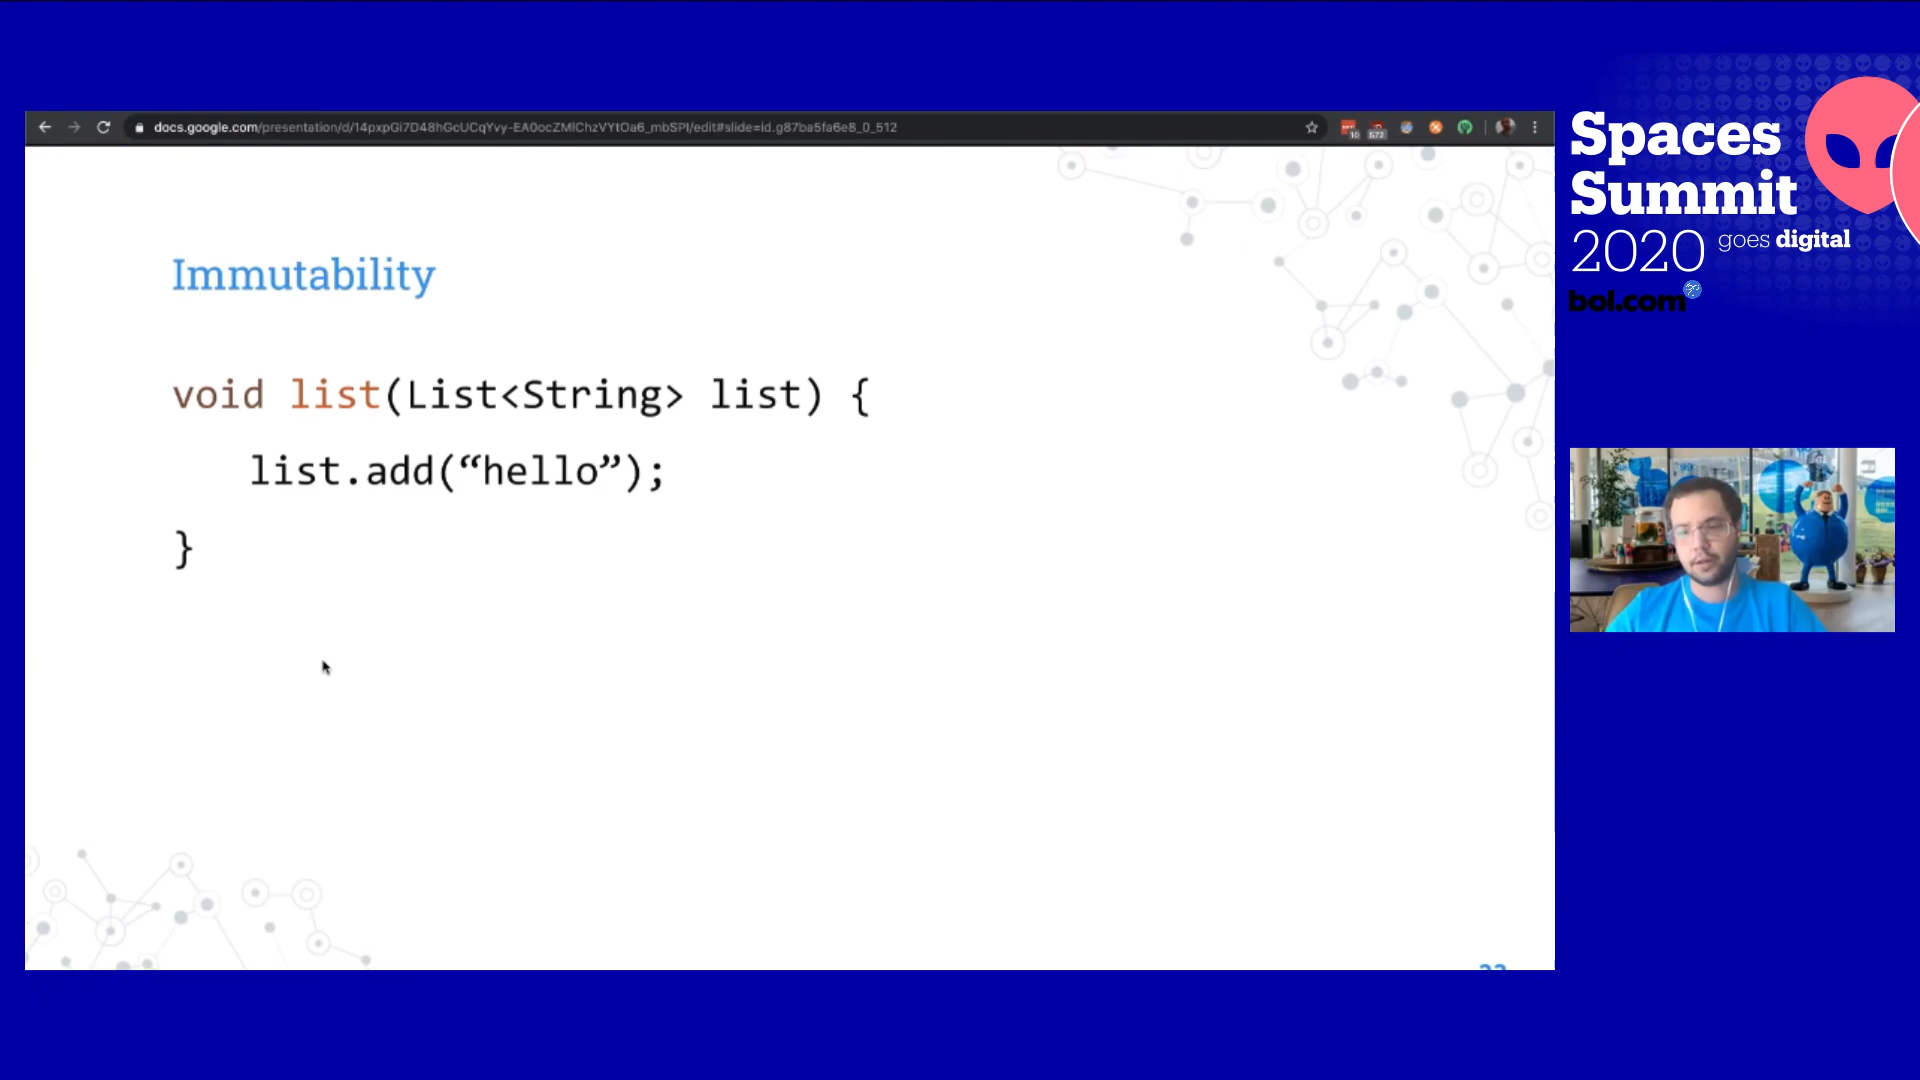 docs.google.com/presentation/d/14pxpGi7D48hGcUCqYvy-EA0ocZMlChzVYtOa6_mbSPI/edit#slide=id.g87ba5fa6e8_0_512
Immutability
void list(List<String> list) {
list.add(“hello”);
}
Spaces
Summit
2020 goes digital
bol.com